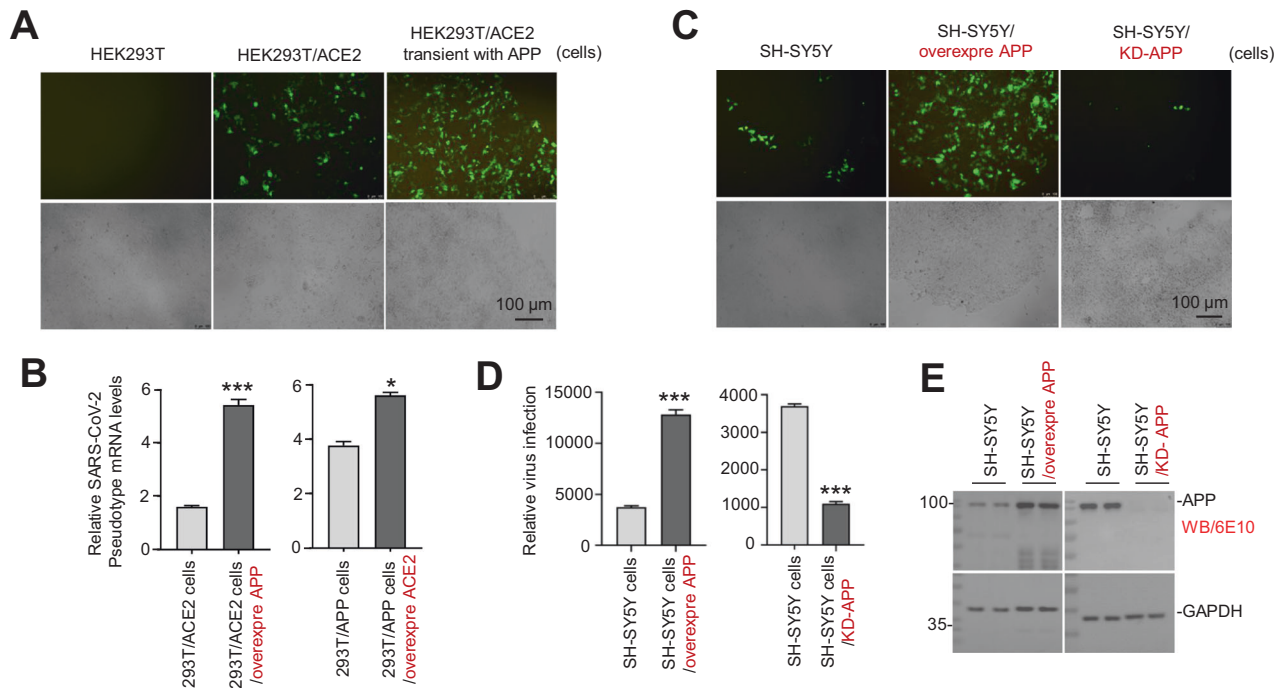 A
HEK293T
HEK293T/ACE2
HEK293T/ACE2
transient with APP
(cells)
100 µm
C
SH-SY5Y
SH-SY5Y/
overexpre APP
SH-SY5Y/
KD-APP
(cells)
100 µm
B
Relative SARS-CoV-2
Pseudotype mRNA levels
6
4
2
0
***
293T/ACE2 cells
293T/ACE2 cells
/overexpre APP
6
4
2
0
*
293T/APP cells
293T/APP cells
/overexpre ACE2
D
Relative virus infection
15000
10000
5000
0
***
SH-SY5Y cells
SH-SY5Y cells
/overexpre APP
4000
3000
2000
1000
0
***
SH-SY5Y cells
SH-SY5Y cells
/KD-APP
E
SH-SY5Y
SH-SY5Y
/overexpre APP
SH-SY5Y
SH-SY5Y
/KD- APP
100-
-APP
WB/6E10
35-
-GAPDH